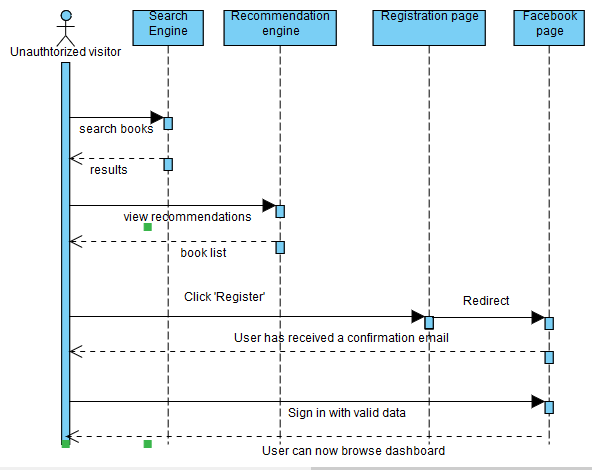 Unauthtorized visitor
Search
Engine
Recommendation
engine
Registration page
Facebook
page
search books
results
view recommendations
book list
Click 'Register'
Redirect
User has received a confirmation email
Sign in with valid data
User can now browse dashboard